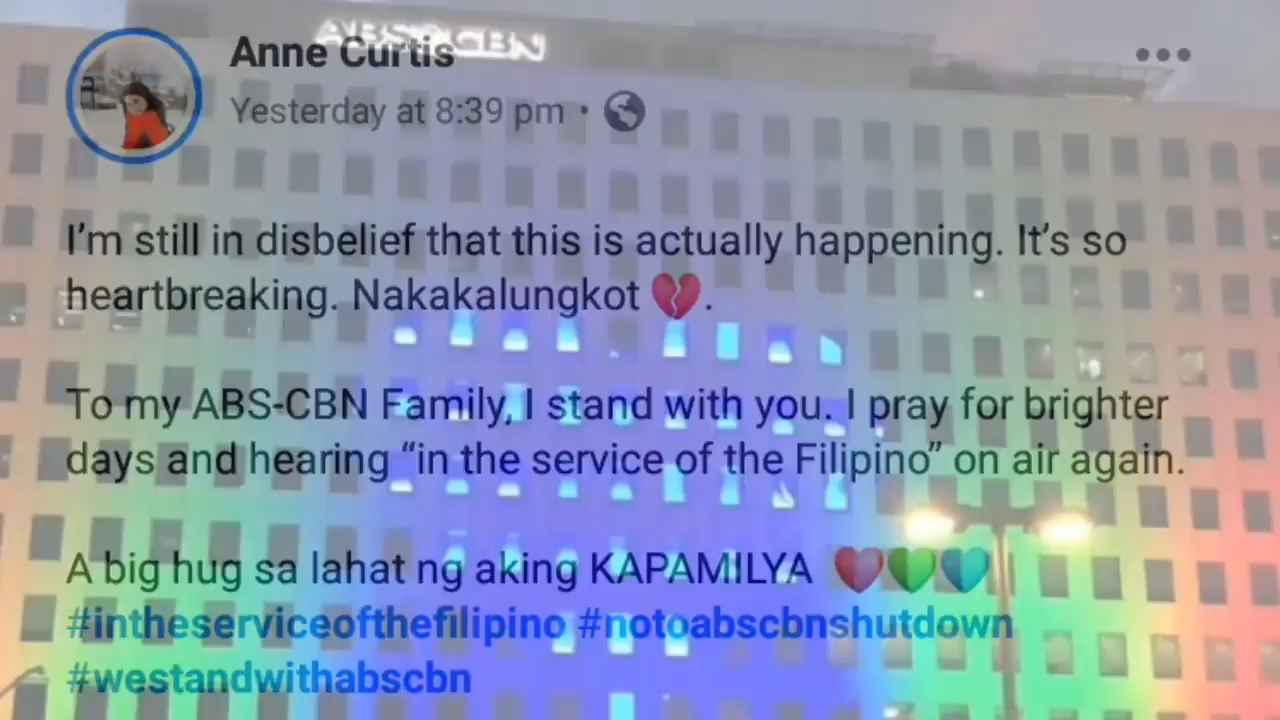 ABS-CBN
Anne Curtis
Yesterday at 8:39 pm ·
I’m still in disbelief that this is actually happening. It’s so
heartbreaking. Nakakalungkot 💔.
To my ABS-CBN Family, I stand with you. I pray for brighter
days and hearing “in the service of the Filipino” on air again.
A big hug sa lahat ng aking KAPAMILYA ❤️💚💙
#intheserviceofthefilipino #notoabscbnshutdown
#westandwithabscbn